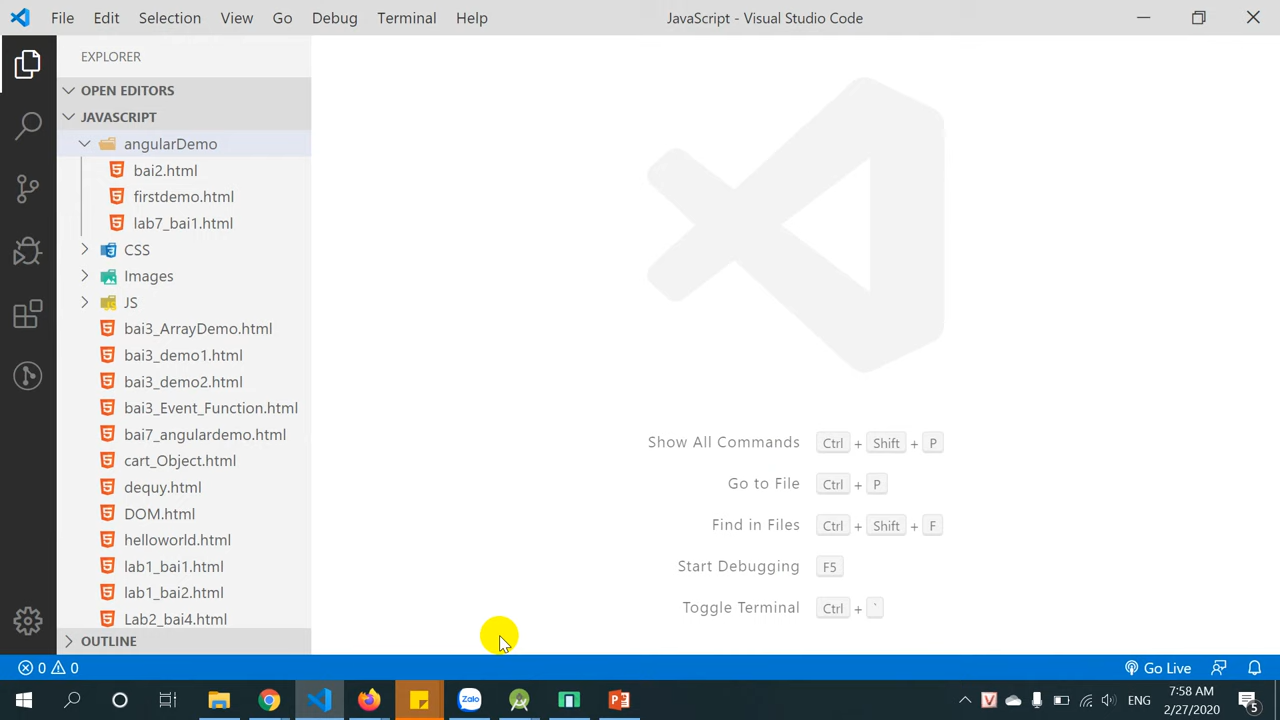 File Edit Selection View Go Debug Terminal Help JavaScript - Visual Studio Code
EXPLORER
OPEN EDITORS
JAVASCRIPT
angularDemo
bai2.html
firstdemo.html
lab7_bai1.html
CSS
Images
JS
bai3_ArrayDemo.html
bai3_demo1.html
bai3_demo2.html
bai3_Event_Function.html
bai7_angulardemo.html
cart_Object.html
dequy.html
DOM.html
helloworld.html
lab1_bai1.html
lab1_bai2.html
Lab2_bai4.html
OUTLINE
Show All Commands Ctrl + Shift + P
Go to File Ctrl + P
Find in Files Ctrl + Shift + F
Start Debugging F5
Toggle Terminal Ctrl + `
0 0 Go Live
Zalo V ENG 7:58 AM
2/27/2020 5